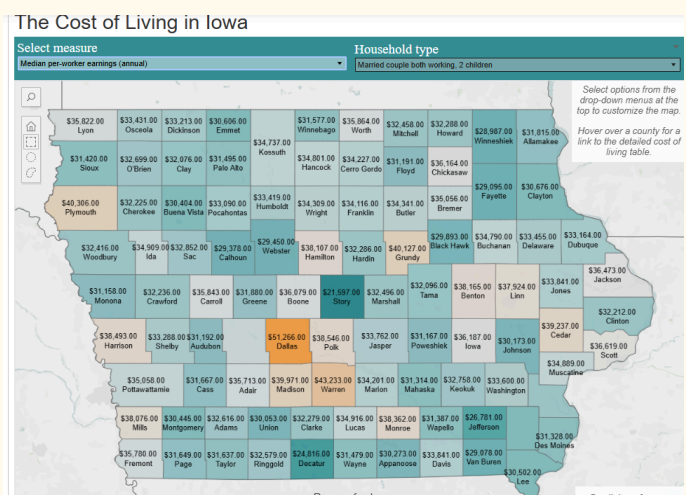 The Cost of Living in Iowa
Select measure
Household type
Median per-worker earnings (annual)
Married couple both working, 2 children
Select options from the
drop-down menus at the
top to customize the map.
Hover over a county for a
link to the detailed cost of
living table.
$35,822.00
Lyon
$33,431.00
Osceola
$33,213.00
Dickinson
$30,606.00
Emmet
$34,737.00
Kossuth
$31,577.00
Winnebago
$35,864.00
Worth
$32,458.00
Mitchell
$32,288.00
Howard
$28,987.00
Winneshiek
$31,815.00
Allamakee
$31,420.00
Sioux
$32,699.00
O'Brien
$32,076.00
Clay
$31,495.00
Palo Alto
$34,801.00
Hancock
$34,227.00
Cerro Gordo
$31,191.00
Floyd
$36,164.00
Chickasaw
$40,306.00
Plymouth
$32,225.00
Cherokee
$30,404.00
Buena Vista
$33,090.00
Pocahontas
$33,419.00
Humboldt
$34,309.00
Wright
$34,116.00
Franklin
$34,341.00
Butler
$35,056.00
Bremer
$29,095.00
Fayette
$30,676.00
Clayton
$32,416.00
Woodbury
$34,909.00
Ida
$32,852.00
Sac
$29,378.00
Calhoun
$29,450.00
Webster
$38,107.00
Hamilton
$32,286.00
Hardin
$40,127.00
Grundy
$29,893.00
Black Hawk
$34,790.00
Buchanan
$33,455.00
Delaware
$33,164.00
Dubuque
$31,158.00
Monona
$32,236.00
Crawford
$35,843.00
Carroll
$31,880.00
Greene
$36,079.00
Boone
$21,597.00
Story
$32,496.00
Marshall
$32,096.00
Tama
$38,165.00
Benton
$37,924.00
Linn
$33,841.00
Jones
$36,473.00
Jackson
$32,212.00
Clinton
$38,493.00
Harrison
$33,288.00
Shelby
$31,192.00
Audubon
$51,266.00
Dallas
$38,546.00
Polk
$33,762.00
Jasper
$31,167.00
Poweshiek
$36,187.00
Iowa
$30,173.00
Johnson
$39,237.00
Cedar
$36,619.00
Scott
$34,889.00
Muscatine
$35,058.00
Pottawattamie
$31,667.00
Cass
$35,713.00
Adair
$39,971.00
Madison
$43,233.00
Warren
$34,201.00
Marion
$31,314.00
Mahaska
$32,758.00
Keokuk
$33,600.00
Washington
$38,076.00
Mills
$30,445.00
Montgomery
$32,616.00
Adams
$30,053.00
Union
$32,279.00
Clarke
$34,916.00
Lucas
$38,362.00
Monroe
$31,387.00
Wapello
$26,781.00
Jefferson
$31,328.00
Des Moines
$35,780.00
Fremont
$31,649.00
Page
$31,637.00
Taylor
$32,579.00
Ringgold
$24,816.00
Decatur
$31,479.00
Wayne
$30,273.00
Appanoose
$33,841.00
Davis
$29,078.00
Van Buren
$30,502.00
Lee